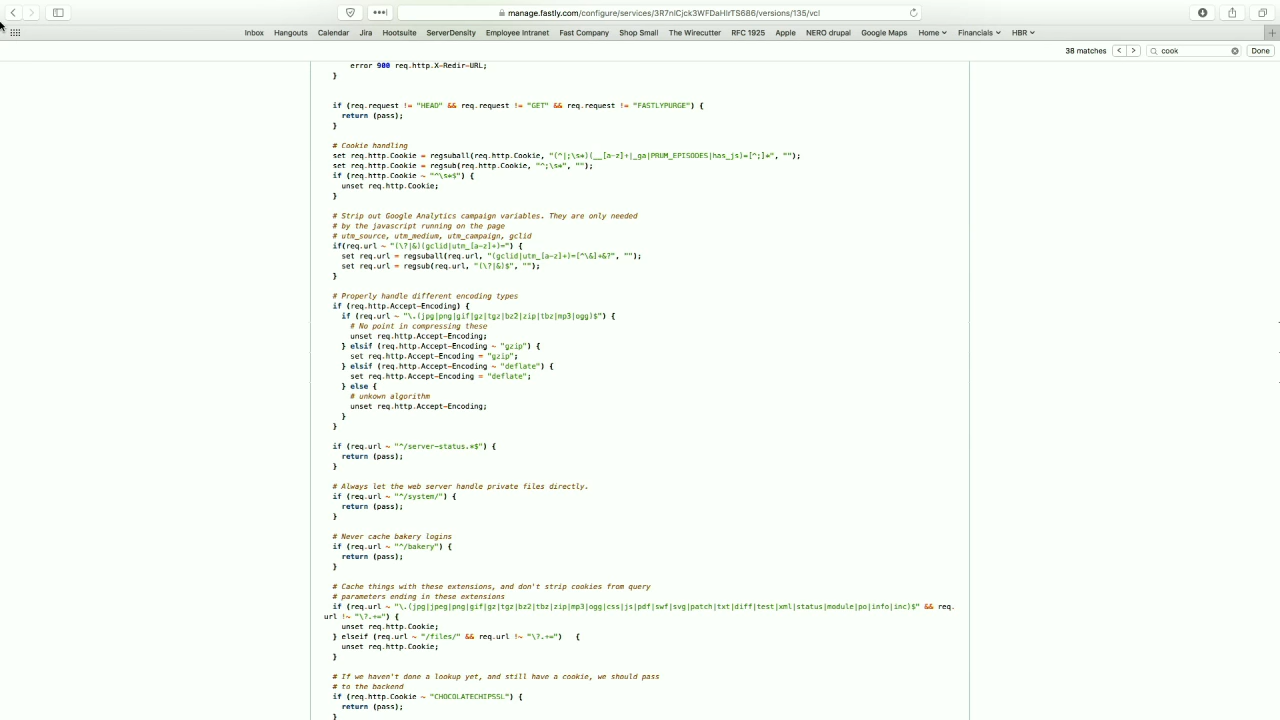 manage.fastly.com/configure/services/3R7nlCjck3WFDaHlrTS686/versions/135/vcl
Inbox Hangouts Calendar Jira Hootsuite ServerDensity Employee Intranet Fast Company Shop Small The Wirecutter RFC 1925 Apple NERO drupal Google Maps Home Financials HBR
38 matches < > cook Done
error 900 req.http.X-Redir-URL;
}
if (req.request != "HEAD" && req.request != "GET" && req.request != "FASTLYPURGE") {
return (pass);
}
# Cookie handling
set req.http.Cookie = regsuball(req.http.Cookie, "(^|;\s*)(__[a-z]+|_ga|PRUM_EPISODES|has_js)=[^;]*", "");
set req.http.Cookie = regsub(req.http.Cookie, "^;\s*", "");
if (req.http.Cookie ~ "^\s*$") {
unset req.http.Cookie;
}
# Strip out Google Analytics campaign variables. They are only needed
# by the javascript running on the page
# utm_source, utm_medium, utm_campaign, gclid
if(req.url ~ "(\?|&)(gclid|utm_[a-z]+)=") {
set req.url = regsuball(req.url, "(gclid|utm_[a-z]+)=[^\&]+&?", "");
set req.url = regsub(req.url, "(\?|&)$", "");
}
# Properly handle different encoding types
if (req.http.Accept-Encoding) {
if (req.url ~ "\.(jpg|png|gif|gz|tgz|bz2|zip|tbz|mp3|ogg)$") {
# No point in compressing these
unset req.http.Accept-Encoding;
} elsif (req.http.Accept-Encoding ~ "gzip") {
set req.http.Accept-Encoding = "gzip";
} elsif (req.http.Accept-Encoding ~ "deflate") {
set req.http.Accept-Encoding = "deflate";
} else {
# unkown algorithm
unset req.http.Accept-Encoding;
}
}
if (req.url ~ "^/server-status.*$") {
return (pass);
}
# Always let the web server handle private files directly.
if (req.url ~ "^/system/") {
return (pass);
}
# Never cache bakery logins
if (req.url ~ "^/bakery") {
return (pass);
}
# Cache things with these extensions, and don't strip cookies from query
# parameters ending in these extensions
if (req.url ~ "\.(jpg|jpeg|png|gif|gz|tgz|bz2|tbz|zip|mp3|ogg|css|js|pdf|swf|svg|patch|txt|diff|test|xml|status|module|po|info|inc)$" && req.
url !~ "\?.+=") {
unset req.http.Cookie;
} elseif (req.url ~ "/files/" && req.url !~ "\?.+=") {
unset req.http.Cookie;
}
# If we haven't done a lookup yet, and still have a cookie, we should pass
# to the backend
if (req.http.Cookie ~ "CHOCOLATECHIPSSL") {
return (pass);
}